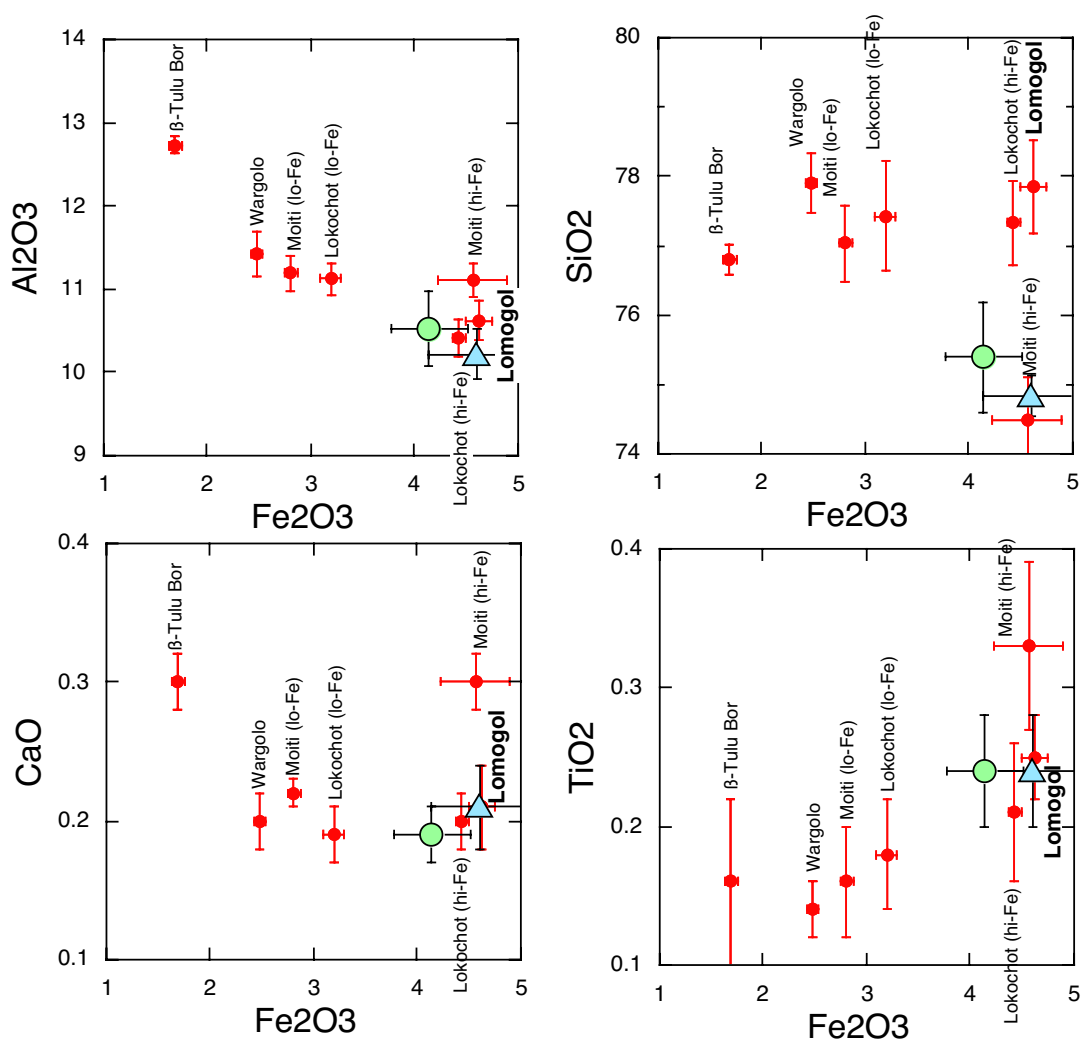 14
13
12
11
10
9
Al2O3
ß-Tulu Bor
Wargolo
Moiti (lo-Fe)
Lokochot (lo-Fe)
Moiti (hi-Fe)
Lomogol
Lokochot (hi-Fe)
1 2 3 4 5
Fe2O3
80
78
76
74
SiO2
ß-Tulu Bor
Wargolo
Moiti (lo-Fe)
Lokochot (lo-Fe)
Lokochot (hi-Fe)
Lomogol
Moiti (hi-Fe)
1 2 3 4 5
Fe2O3
0.4
0.3
0.2
0.1
CaO
ß-Tulu Bor
Wargolo
Moiti (lo-Fe)
Lokochot (lo-Fe)
Moiti (hi-Fe)
Lomogol
Lokochot (hi-Fe)
1 2 3 4 5
Fe2O3
0.4
0.3
0.2
0.1
TiO2
ß-Tulu Bor
Wargolo
Moiti (lo-Fe)
Lokochot (lo-Fe)
Moiti (hi-Fe)
Lomogol
Lokochot (hi-Fe)
1 2 3 4 5
Fe2O3